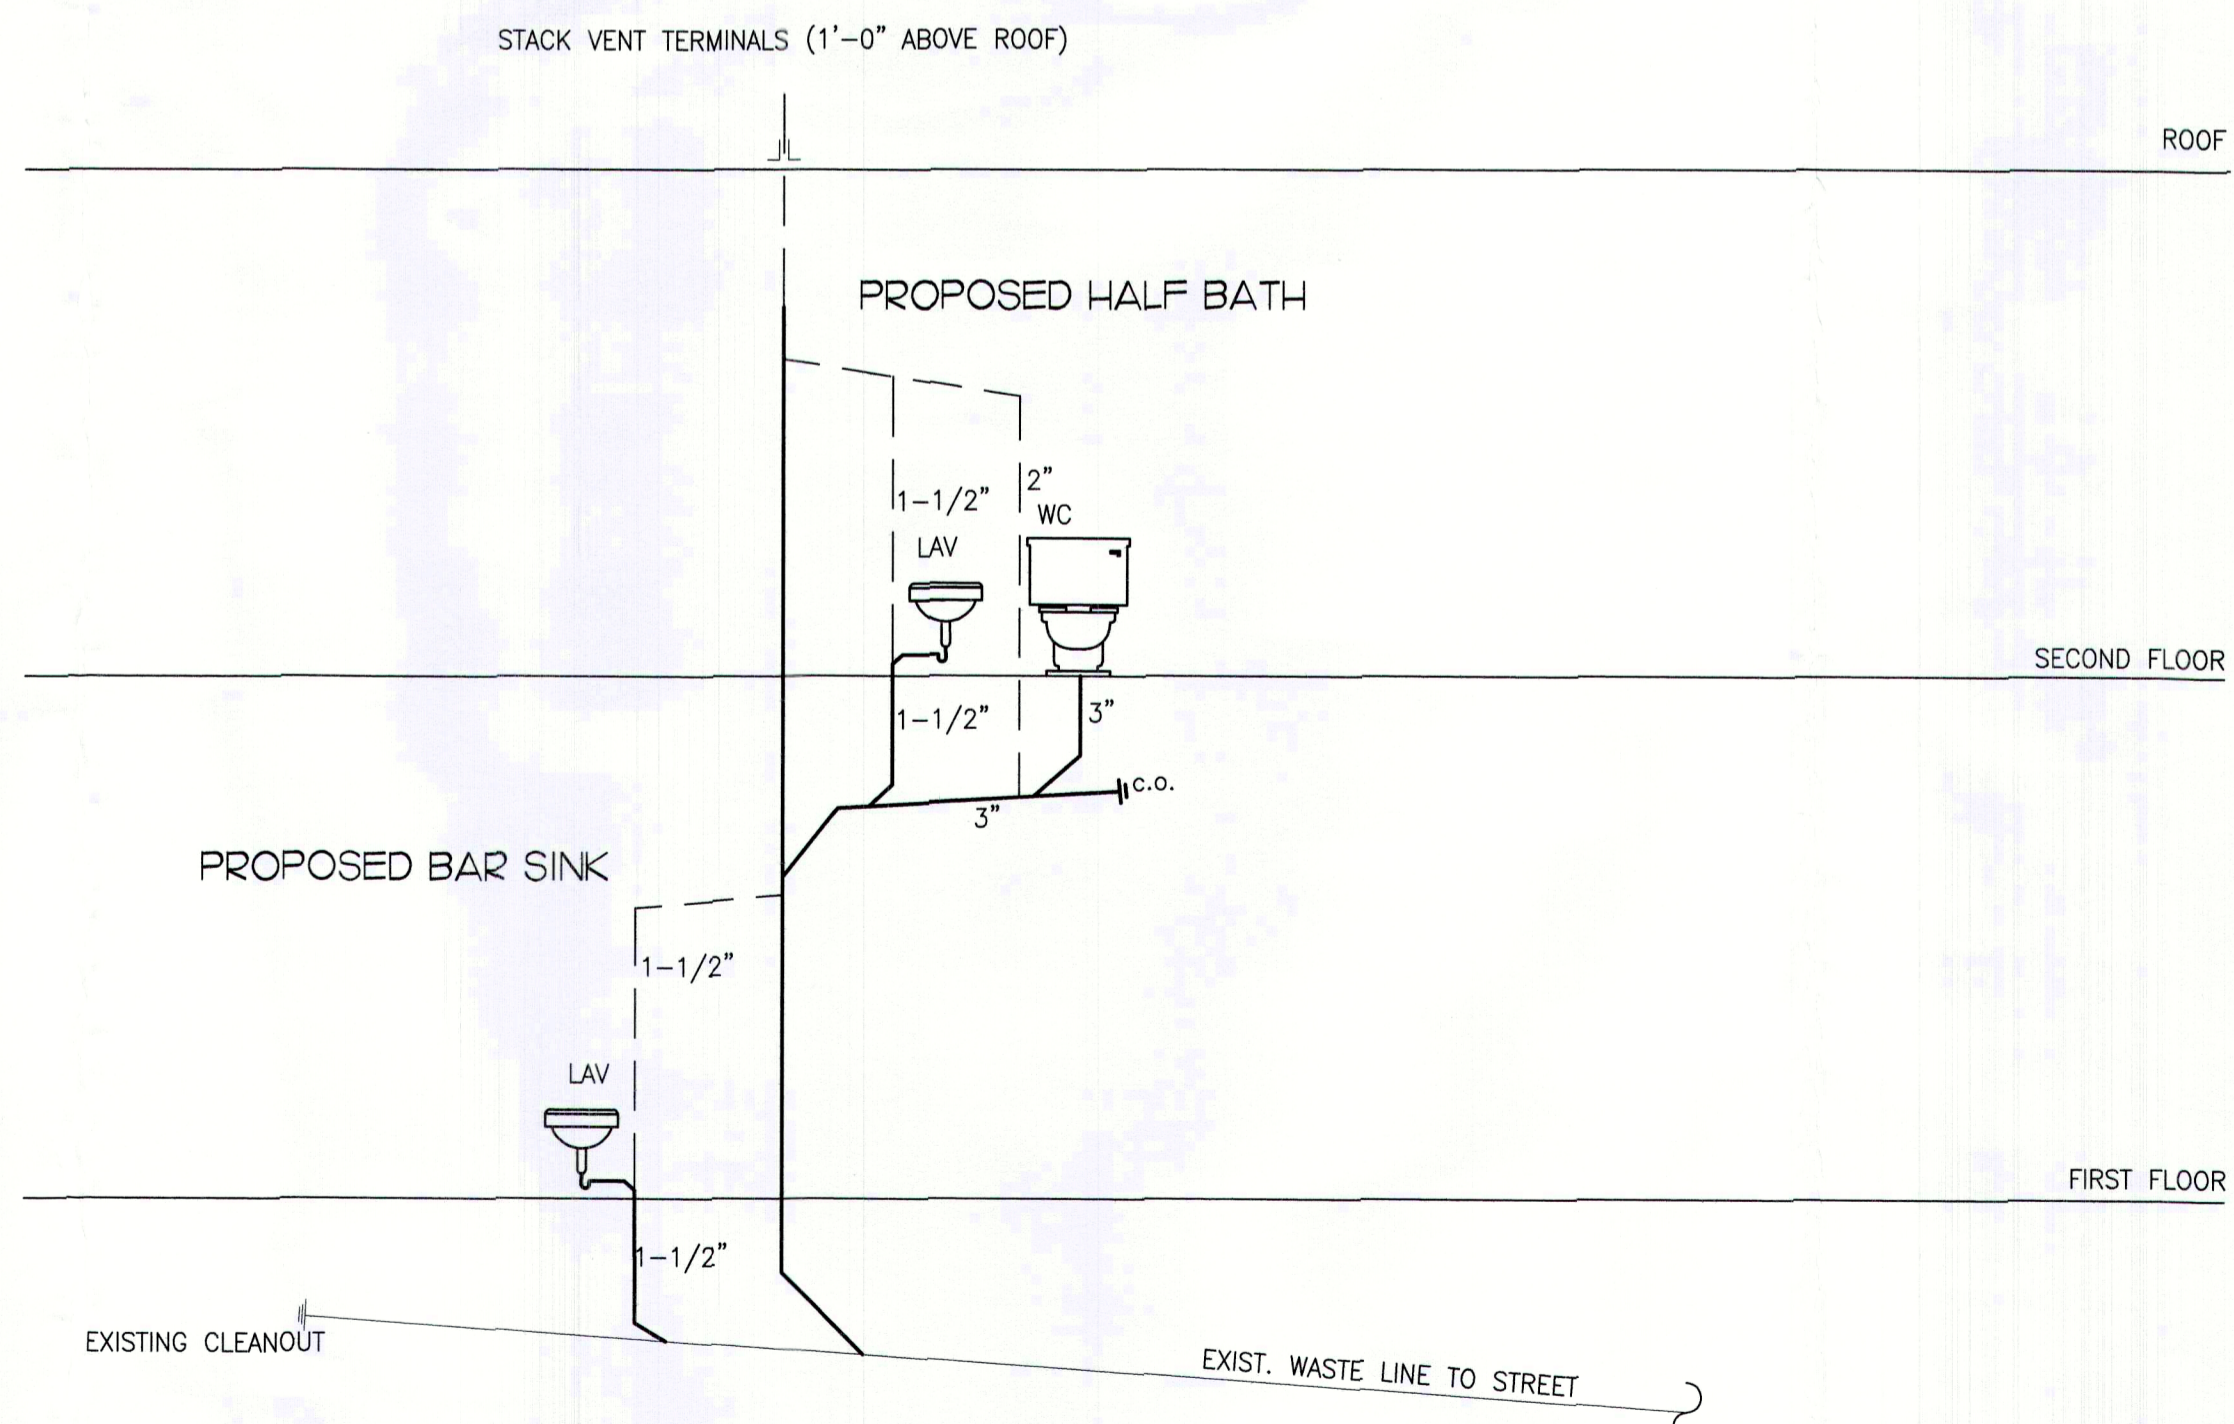 STACK VENT TERMINALS (1'-0" ABOVE ROOF)
ROOF
PROPOSED HALF BATH
2"
1-1/2"
WC
LAV
SECOND FLOOR
1-1/2"
3"
C.O.
3"
PROPOSED BAR SINK
1-1/2"
LAV
FIRST FLOOR
1-1/2"
EXISTING CLEANOUT
EXIST. WASTE LINE TO STREET